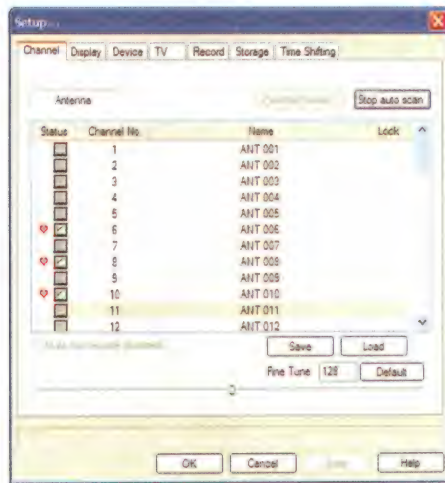 Setup...
Channel Display Device TV Record Storage Time Shifting
Antenna Stop auto scan
Status Channel No. Name Lock
1 ANT 001
2 ANT 002
3 ANT 003
4 ANT 004
5 ANT 005
6 ANT 006
7 ANT 007
8 ANT 008
9 ANT 009
10 ANT 010
11 ANT 011
12 ANT 012
Save Load
Fine Tune 128 Default
OK Cancel Help